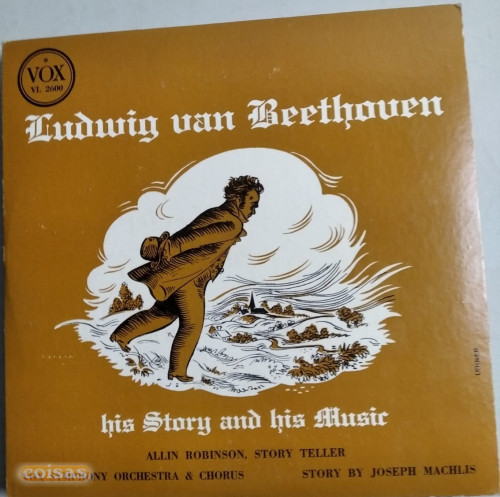 VOX
VL 2600
Ludwig van Beethoven
his Story and his Music
ALLIN ROBINSON, STORY TELLER
ORCHESTRA & CHORUS STORY BY JOSEPH MACHLIS
coisas